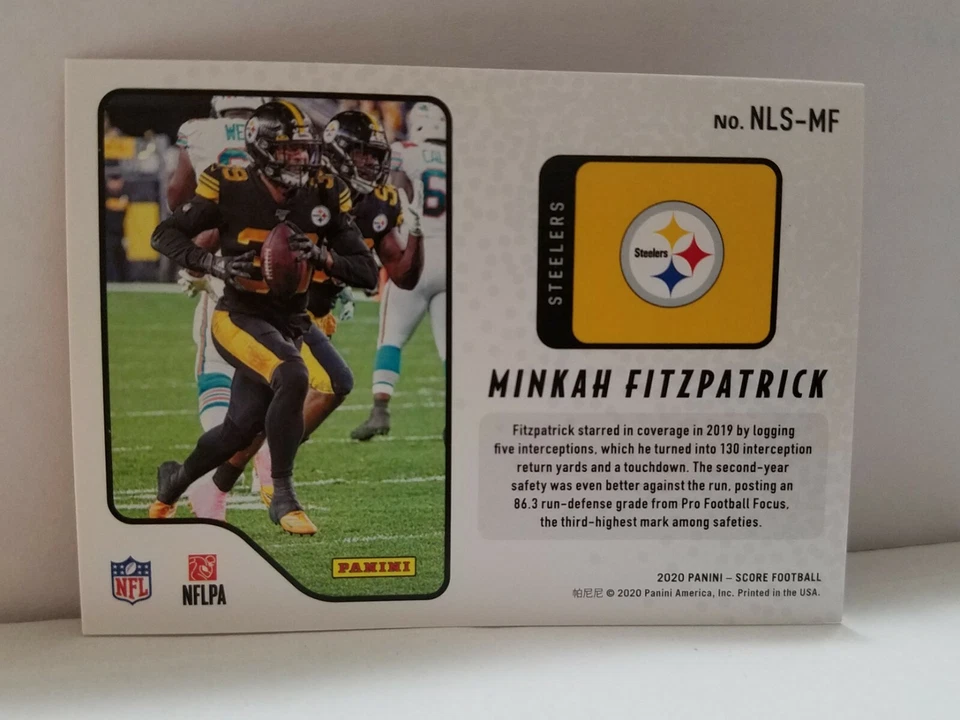 No. NLS-MF
STEELERS
Steelers
MINKAH FITZPATRICK
Fitzpatrick starred in coverage in 2019 by logging
five interceptions, which he turned into 130 interception
return yards and a touchdown. The second-year
safety was even better against the run, posting an
86.3 run-defense grade from Pro Football Focus,
the third-highest mark among safeties.
2020 PANINI – SCORE FOOTBALL
帕尼尼 © 2020 Panini America, Inc. Printed in the USA.
WE
39
39
PANINI
NFL
NFLPA